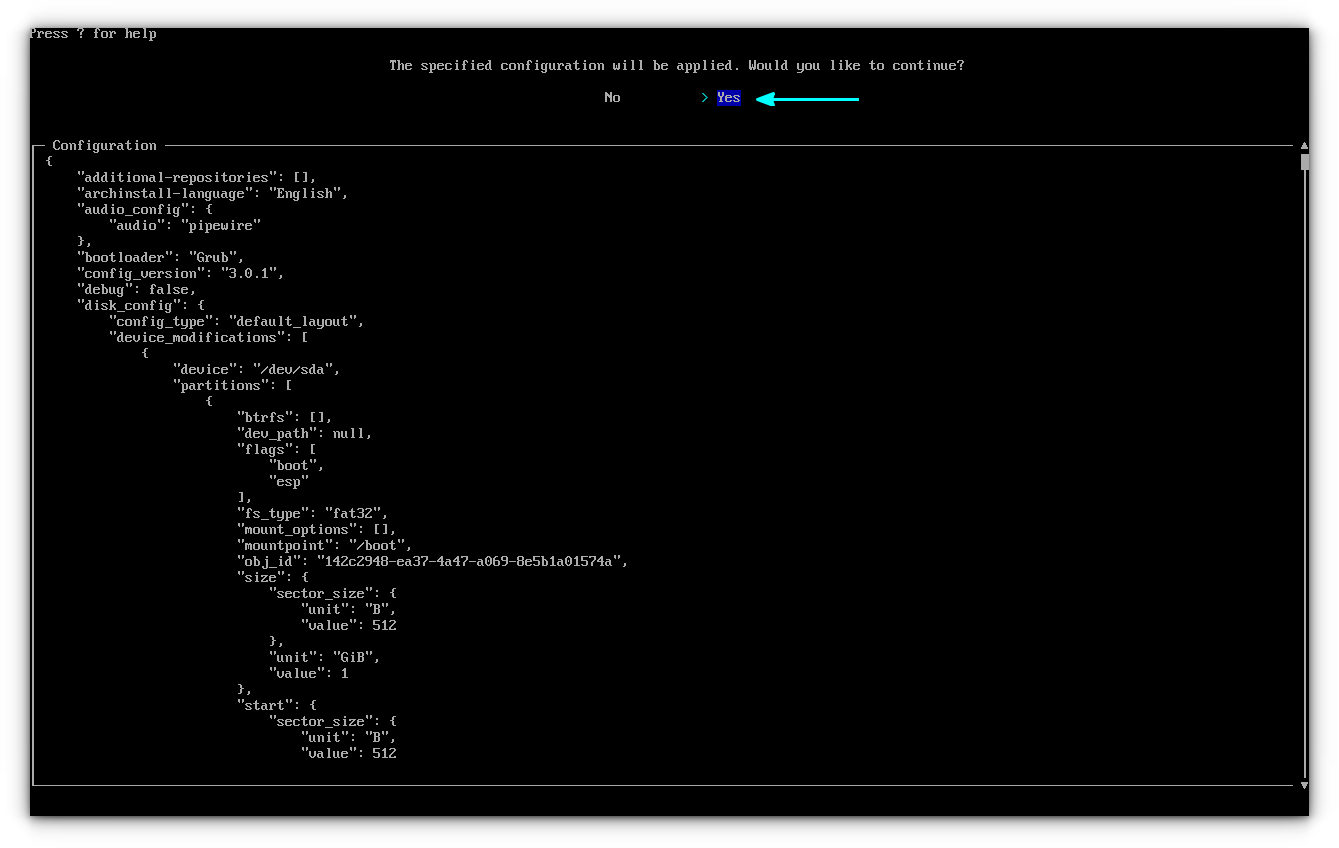 Press ? for help
The specified configuration will be applied. Would you like to continue?
No > Yes
Configuration
{
    "additional-repositories": [],
    "archinstall-language": "English",
    "audio_config": {
        "audio": "pipewire"
    },
    "bootloader": "Grub",
    "config_version": "3.0.1",
    "debug": false,
    "disk_config": {
        "config_type": "default_layout",
        "device_modifications": [
            {
                "device": "/dev/sda",
                "partitions": [
                    {
                        "btrfs": [],
                        "dev_path": null,
                        "flags": [
                            "boot",
                            "esp"
                        ],
                        "fs_type": "fat32",
                        "mount_options": [],
                        "mountpoint": "/boot",
                        "obj_id": "142c2948-ea37-4a47-a069-8e5b1a01574a",
                        "size": {
                            "sector_size": {
                                "unit": "B",
                                "value": 512
                            },
                            "unit": "GiB",
                            "value": 1
                        },
                        "start": {
                            "sector_size": {
                                "unit": "B",
                                "value": 512